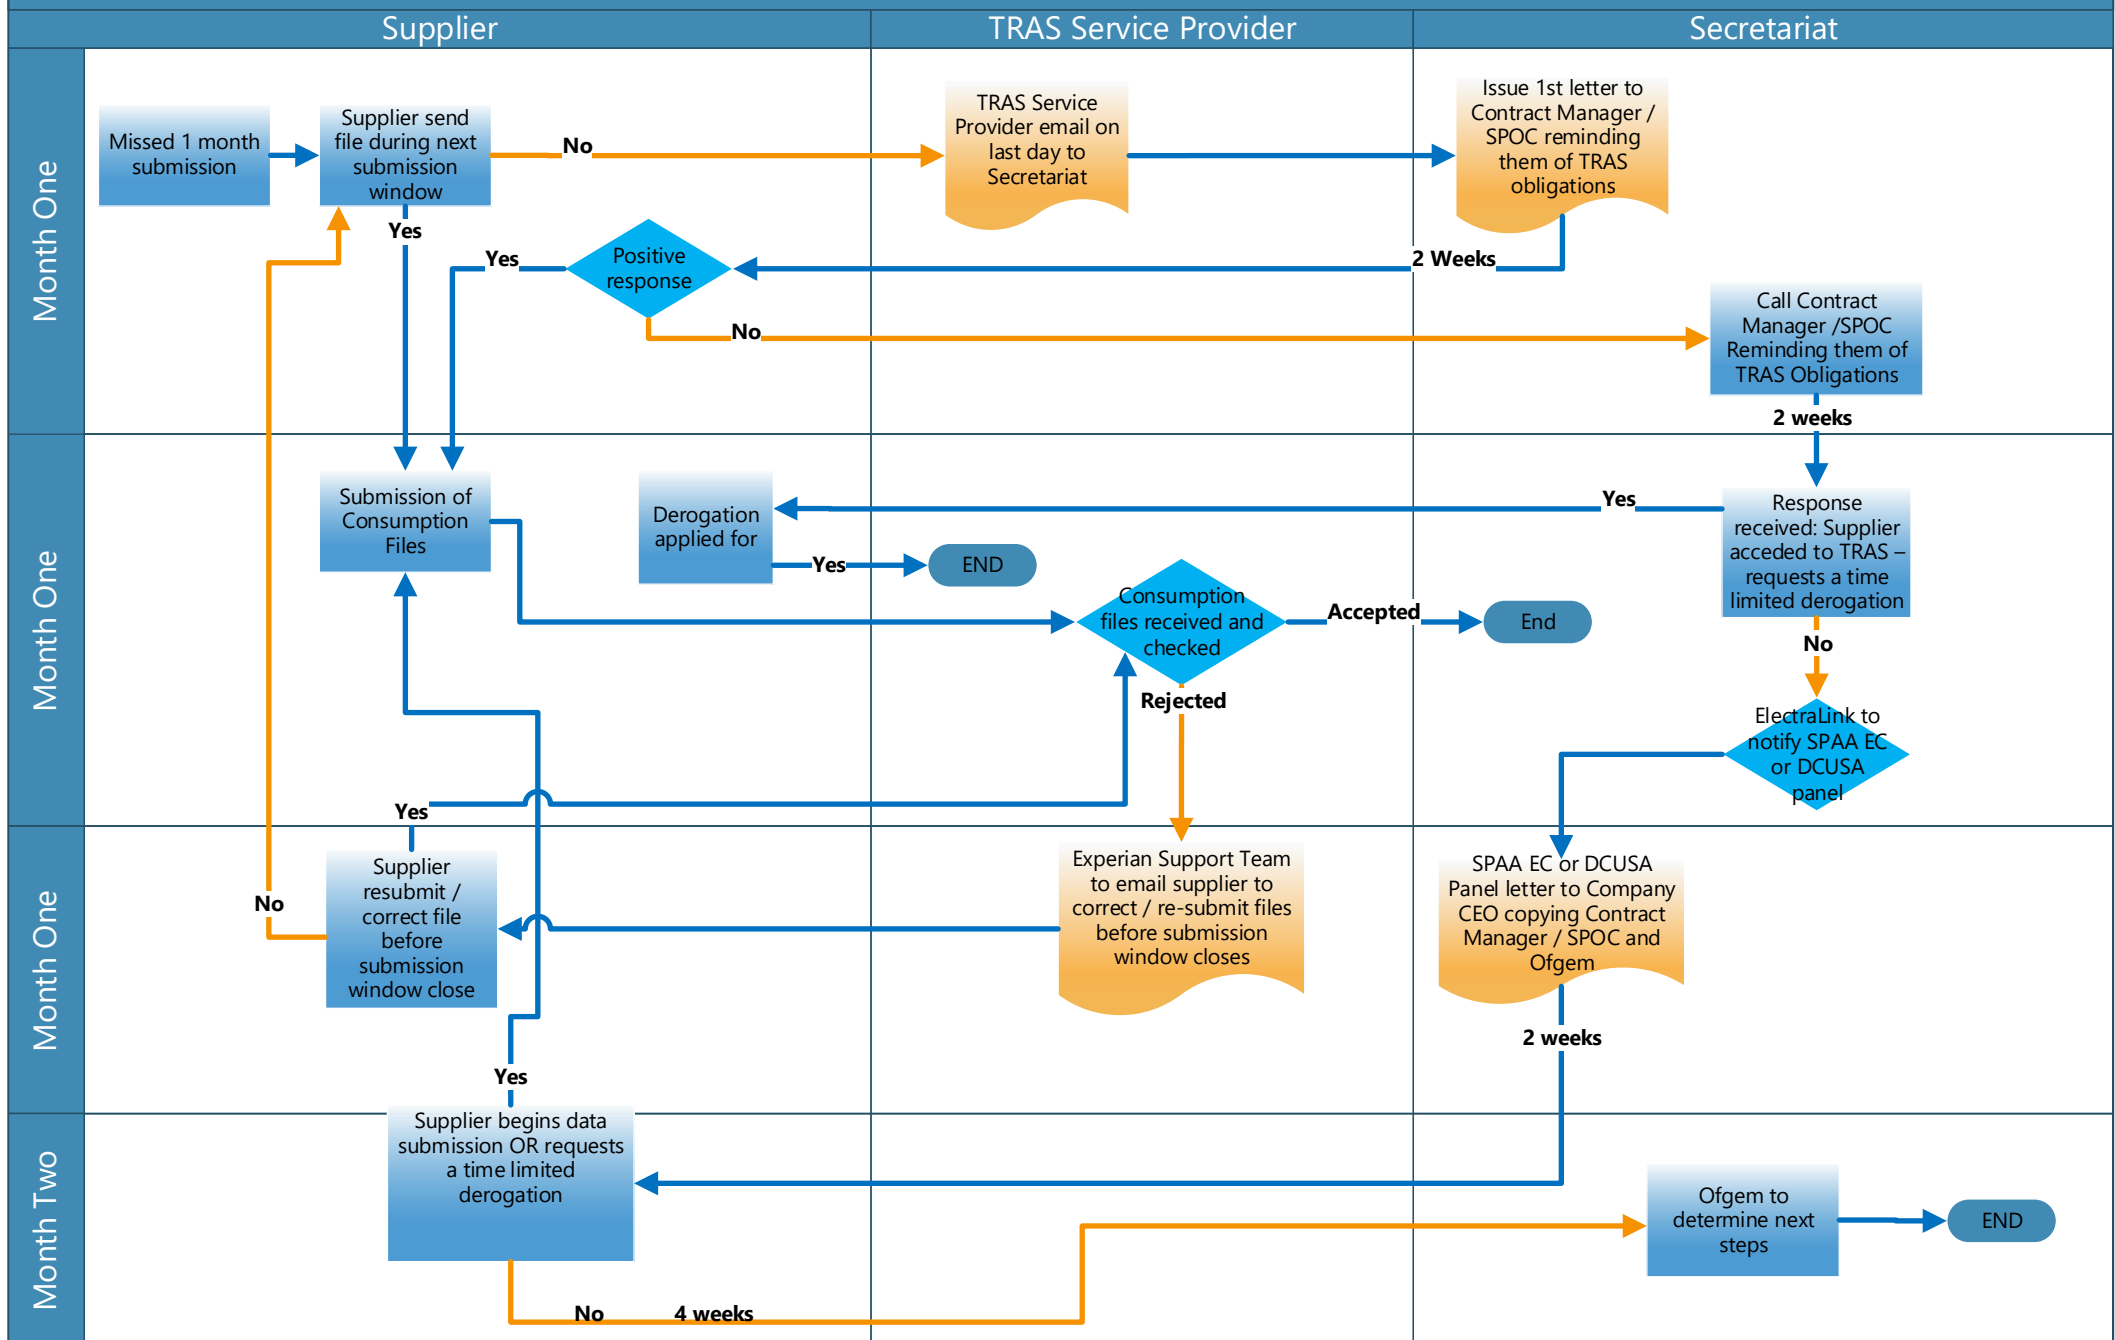 Supplier
TRAS Service Provider
Secretariat
Month One
Missed 1 month
submission
Supplier send
file during next
submission
window
No
TRAS Service
Provider email on
last day to
Secretariat
Issue 1st letter to
Contract Manager /
SPOC reminding
them of TRAS
obligations
Yes
Positive
response
Yes
2 Weeks
No
Call Contract
Manager /SPOC
Reminding them of
TRAS Obligations
2 weeks
Month One
Submission of
Consumption
Files
Derogation
applied for
Yes
END
Yes
Response
received: Supplier
acceded to TRAS –
requests a time
limited derogation
Consumption
files received and
checked
Accepted
End
Rejected
No
ElectraLink to
notify SPAA EC
or DCUSA
panel
Yes
Month One
Supplier
resubmit /
correct file
before
submission
window close
No
Experian Support Team
to email supplier to
correct / re-submit files
before submission
window closes
SPAA EC or DCUSA
Panel letter to Company
CEO copying Contract
Manager / SPOC and
Ofgem
2 weeks
Yes
Month Two
Supplier begins data
submission OR requests
a time limited
derogation
Ofgem to
determine next
steps
END
No
4 weeks